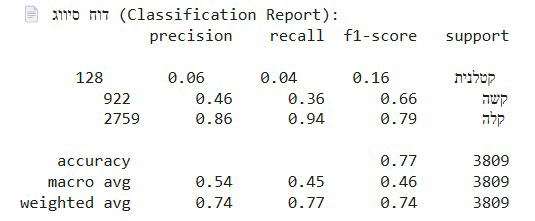 📄 דוח סיווג (Classification Report):
precision recall f1-score support
128 0.06 0.04 0.16 קטלנית
922 0.46 0.36 0.66 קשה
2759 0.86 0.94 0.79 קלה
accuracy 0.77 3809
macro avg 0.54 0.45 0.46 3809
weighted avg 0.74 0.77 0.74 3809